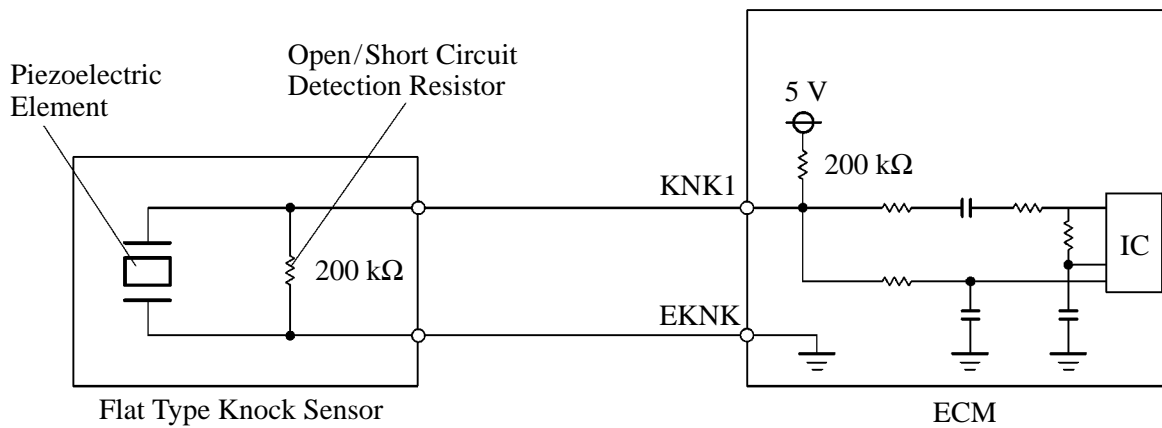 Piezoelectric
Element
Open/Short Circuit
Detection Resistor
5 V
200 kΩ
KNK1
IC
200 kΩ
EKNK
Flat Type Knock Sensor
ECM